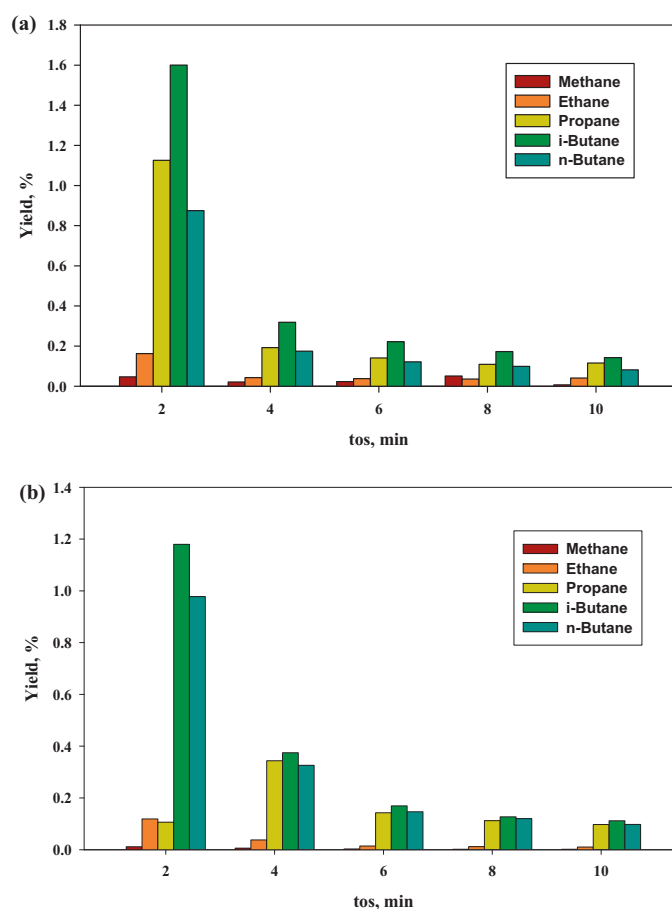 (a)
1.8
1.6
1.4
1.2
1.0
0.8
0.6
0.4
0.2
0.0
Yield, %
Methane
Ethane
Propane
i-Butane
n-Butane
2 4 6 8 10
tos, min
(b)
1.4
1.2
1.0
0.8
0.6
0.4
0.2
0.0
Yield, %
Methane
Ethane
Propane
i-Butane
n-Butane
2 4 6 8 10
tos, min